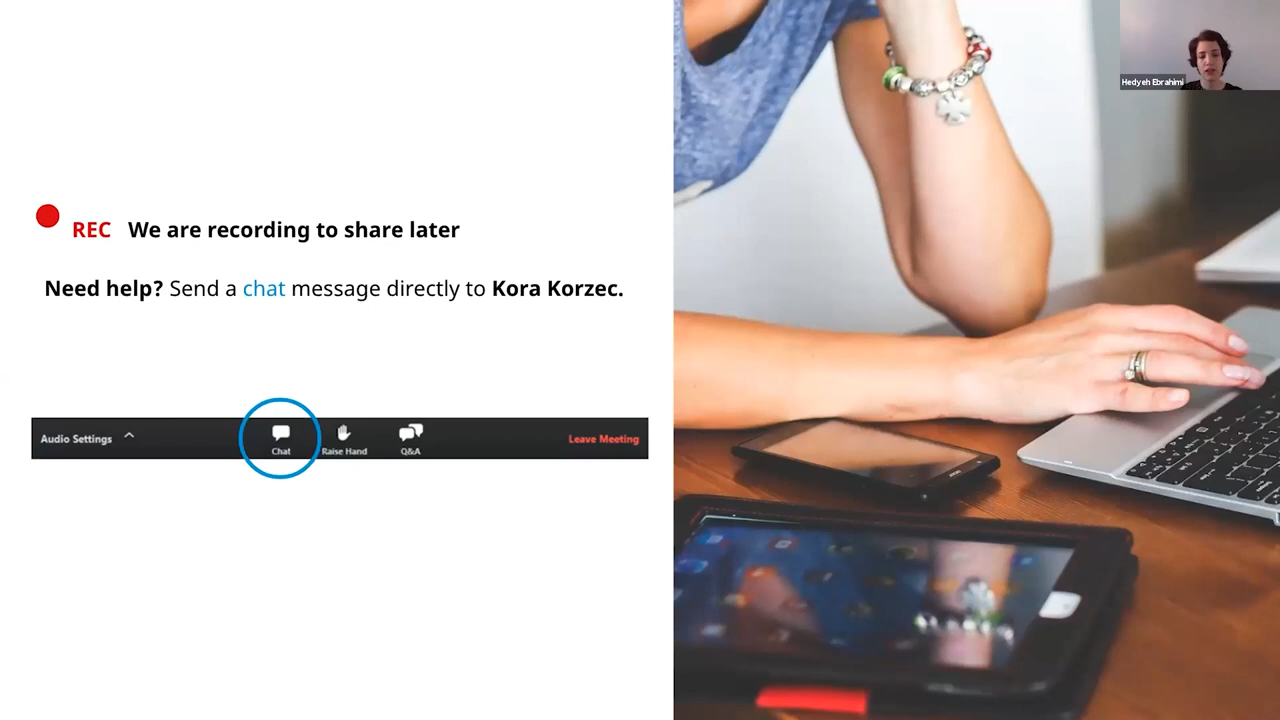 Hedyeh Ebrahimi
REC We are recording to share later
Need help? Send a chat message directly to Kora Korzec.
Audio Settings Chat Raise Hand Q&A Leave Meeting